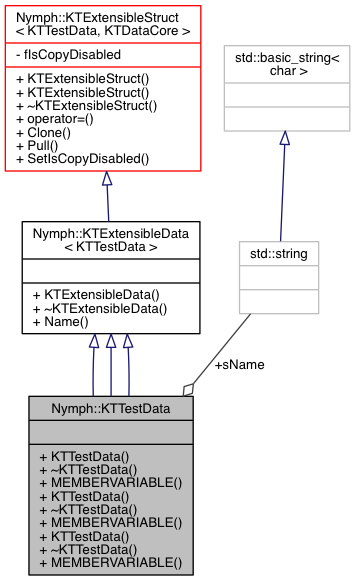 Nymph::KTExtensibleStruct
< KTTestData, KTDataCore >
- fIsCopyDisabled
+ KTExtensibleStruct()
+ KTExtensibleStruct()
+ ~KTExtensibleStruct()
+ operator=()
+ Clone()
+ Pull()
+ SetIsCopyDisabled()
std::basic_string<
char >
Nymph::KTExtensibleData
< KTTestData >
+ KTExtensibleData()
+ ~KTExtensibleData()
+ Name()
std::string
+sName
Nymph::KTTestData
+ KTTestData()
+ ~KTTestData()
+ MEMBERVARIABLE()
+ KTTestData()
+ ~KTTestData()
+ MEMBERVARIABLE()
+ KTTestData()
+ ~KTTestData()
+ MEMBERVARIABLE()